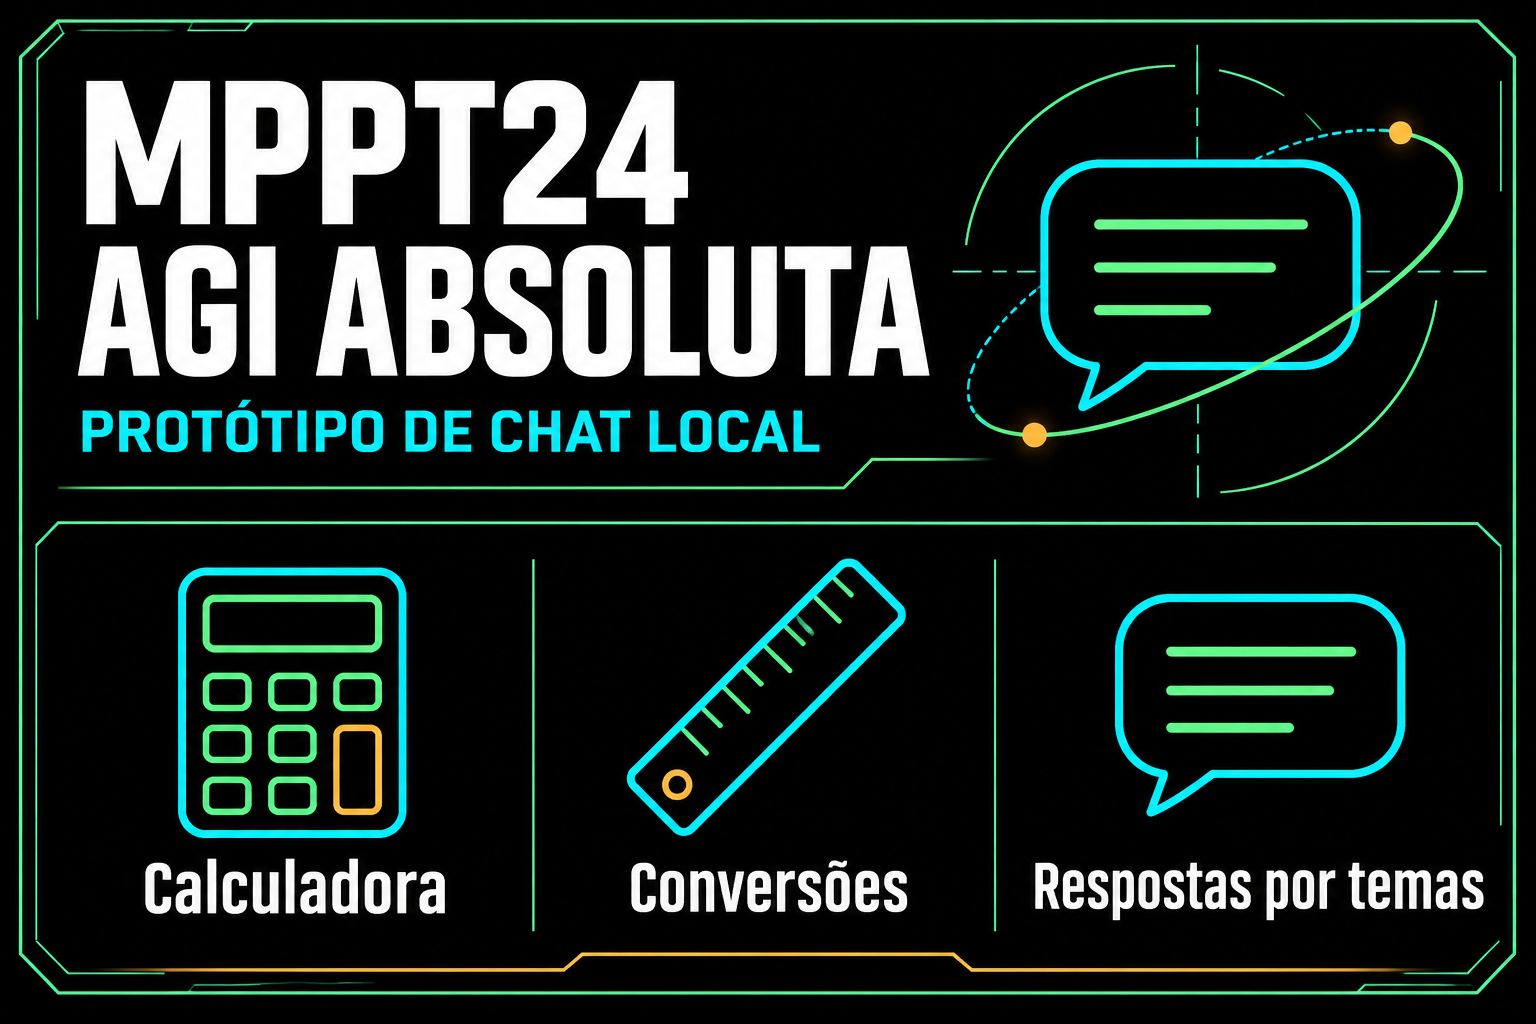 MPPT24
AGI ABSOLUTA
PROTÓTIPO DE CHAT LOCAL
Calculadora
Conversões
Respostas por temas